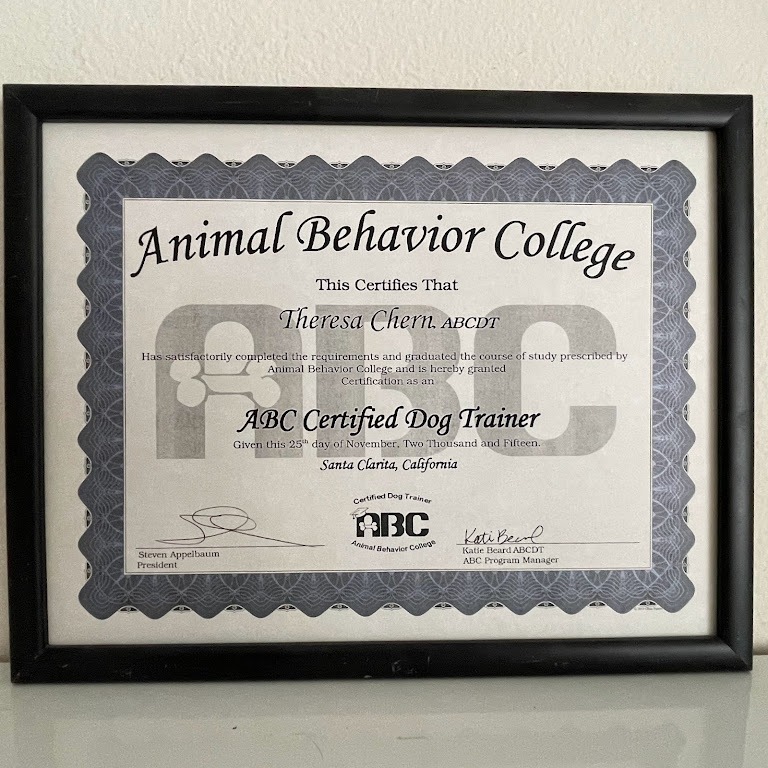 Animal Behavior College
This Certifies That
Theresa Chern, ABCDT
ABC
Has satisfactorily completed the requirements and graduated the course of study prescribed by
Animal Behavior College and is hereby granted
Certification as an
ABC Certified Dog Trainer
Given this 25th day of November, Two Thousand and Fifteen.
Santa Clarita, California
Certified Dog Trainer
ABC
Animal Behavior College
Steven Appelbaum
President
Kati Beard
Katie Beard ABCDT
ABC Program Manager